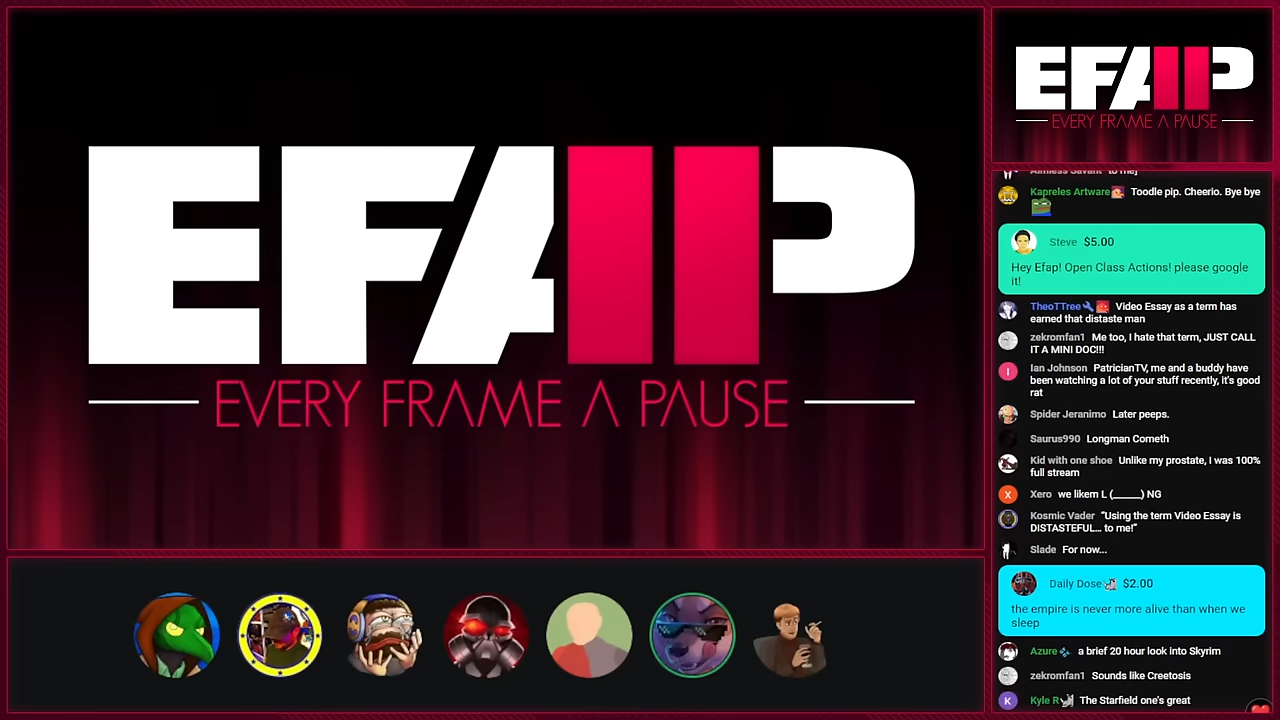 EFAP
EVERY FRAME A PAUSE
EFAP
EVERY FRAME A PAUSE
Aimless Savant to me]
Kapreles Artware Toodle pip. Cheerio. Bye bye
Steve $5.00
Hey Efap! Open Class Actions! please google
it!
TheoTTree Video Essay as a term has
earned that distaste man
zekromfan1 Me too, I hate that term, JUST CALL
IT A MINI DOC!!!
I
Ian Johnson PatricianTV, me and a buddy have
been watching a lot of your stuff recently, it's good
rat
Spider Jeranimo Later peeps.
Saurus990 Longman Cometh
Kid with one shoe Unlike my prostate, I was 100%
full stream
X
Xero we likem L (_____) NG
Kosmic Vader “Using the term Video Essay is
DISTASTEFUL... to me!”
Slade For now...
Daily Dose $2.00
the empire is never more alive than when we
sleep
Azure a brief 20 hour look into Skyrim
zekromfan1 Sounds like Creetosis
K
Kyle R The Starfield one's great